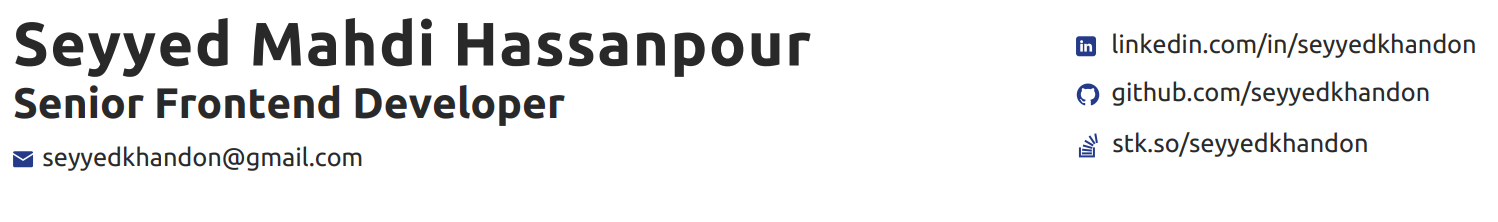 Seyyed Mahdi Hassanpour
Senior Frontend Developer
seyyedkhandon@gmail.com
linkedin.com/in/seyyedkhandon
github.com/seyyedkhandon
stk.so/seyyedkhandon